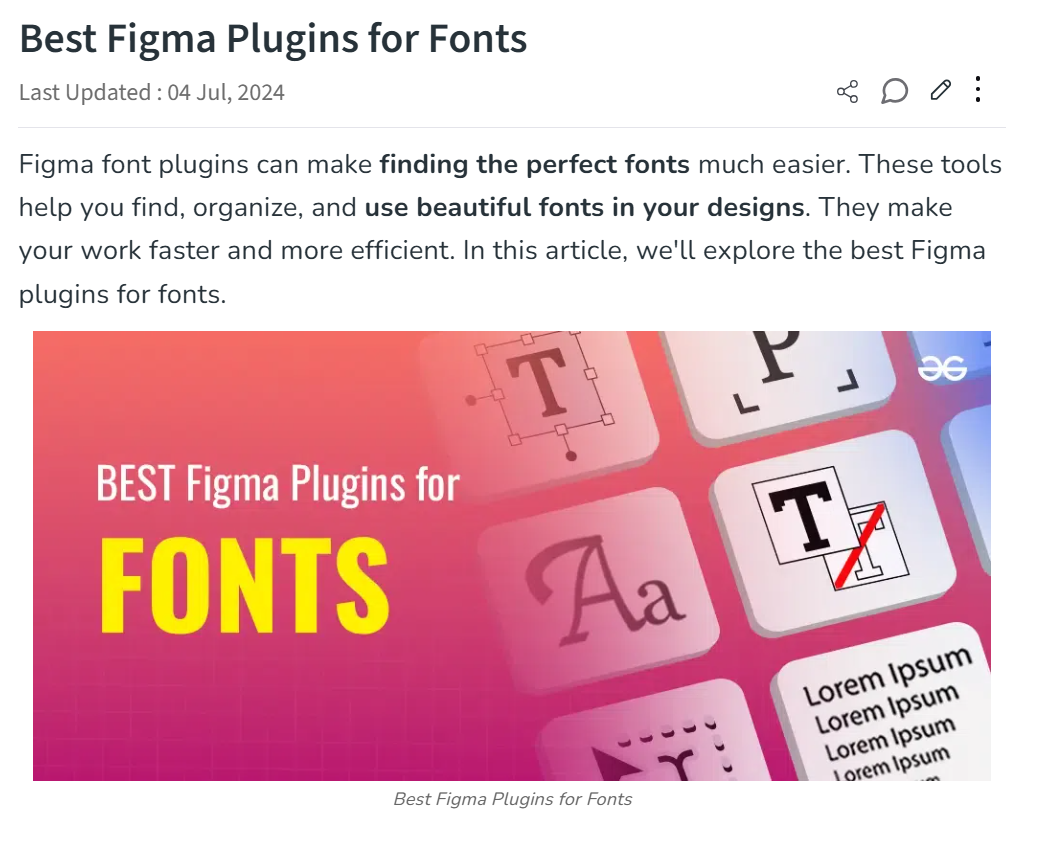 Best Figma Plugins for Fonts
Last Updated : 04 Jul, 2024
Figma font plugins can make finding the perfect fonts much easier. These tools
help you find, organize, and use beautiful fonts in your designs. They make
your work faster and more efficient. In this article, we'll explore the best Figma
plugins for fonts.
T
P
BEST Figma Plugins for
FONTS
T
T
Aa
Lorem Ipsum
Lorem Ipsum
Lorem Ipsum
Lorem Ipsum
T
Best Figma Plugins for Fonts